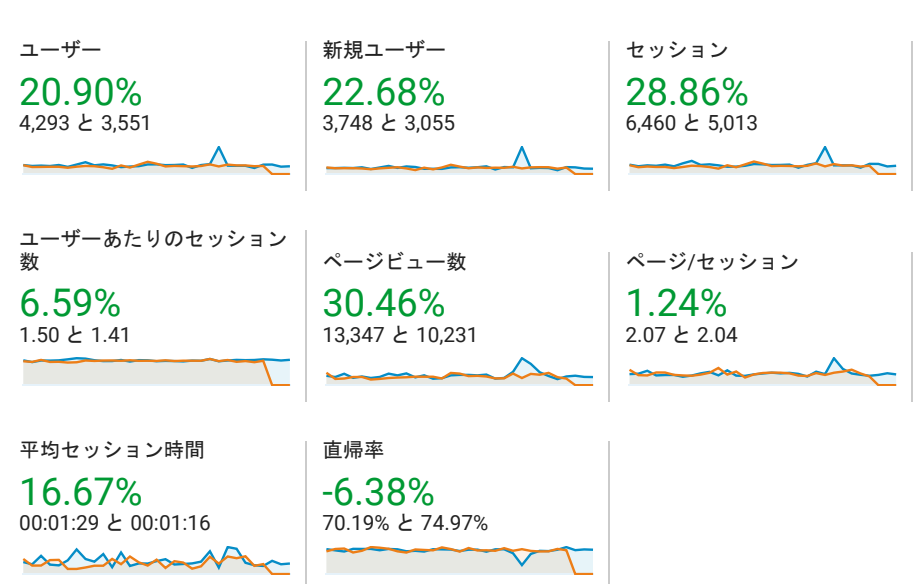 ユーザー
20.90%
4,293 と 3,551
新規ユーザー
22.68%
3,748 と 3,055
セッション
28.86%
6,460 と 5,013
ユーザーあたりのセッション
数
6.59%
1.50 と 1.41
ページビュー数
30.46%
13,347 と 10,231
ページ/セッション
1.24%
2.07 と 2.04
平均セッション時間
16.67%
00:01:29 と 00:01:16
直帰率
-6.38%
70.19% と 74.97%